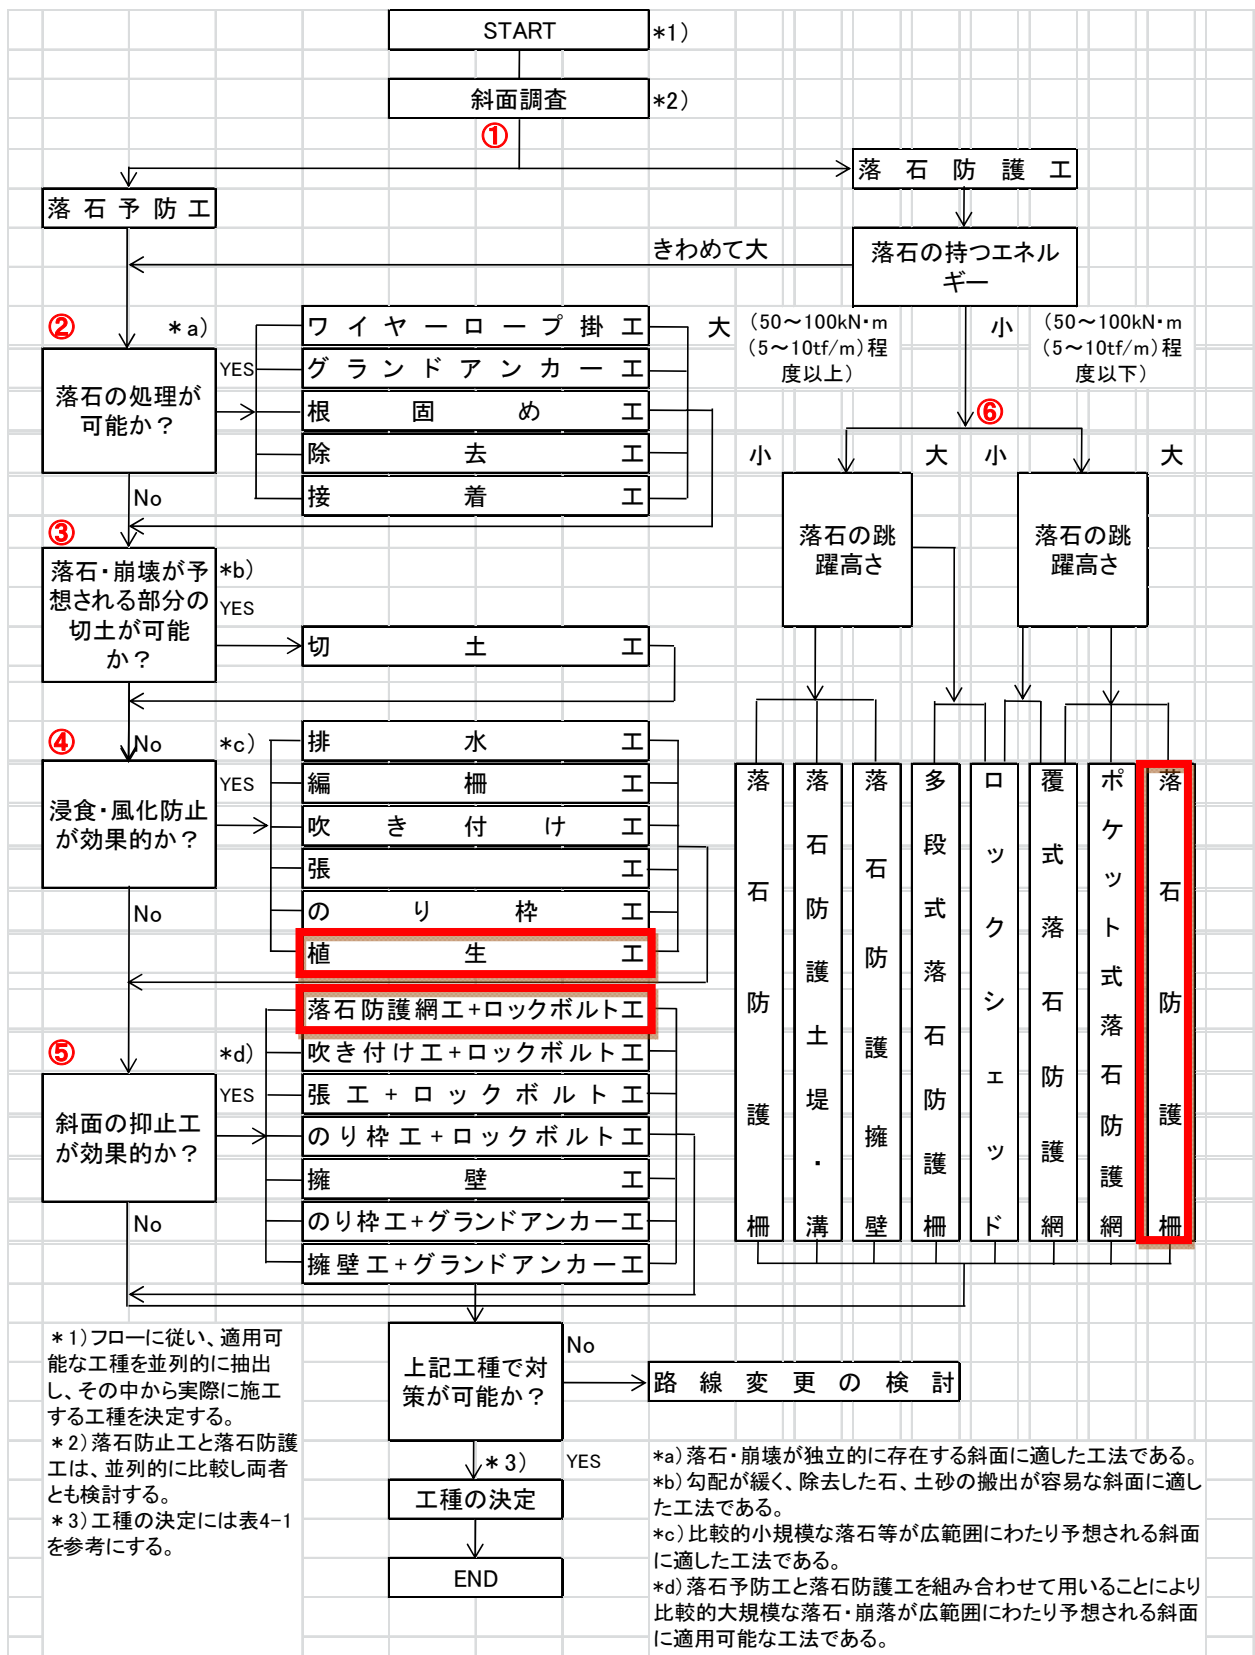 START
*1)
斜面調査
*2)
①
落石防護工
落石予防工
きわめて大
落石の持つエネル
ギー
②
*a)
落石の処理が
可能か？
YES
ワイヤーロープ掛工
グランドアンカー工
根固め工
除去工
接着工
No
大
(50～100kN・m
(5～10tf/m)程
度以上)
小
(50～100kN・m
(5～10tf/m)程
度以下)
⑥
小
大
小
大
落石の跳
躍高さ
落石の跳
躍高さ
③
落石・崩壊が予
想される部分の
切土が可能
か？
*b)
YES
切土工
No
④
*c)
浸食・風化防止
が効果的か？
YES
排水工
編柵工
吹き付け工
張工
のり枠工
植生工
No
⑤
*d)
斜面の抑止工
が効果的か？
YES
落石防護網工+ロックボルト工
吹き付け工+ロックボルト工
張工+ロックボルト工
のり枠工+ロックボルト工
擁壁工
のり枠工+グランドアンカー工
擁壁工+グランドアンカー工
No
落石防護柵
落石防護土堤・溝
落石防護擁壁
多段式落石防護柵
ロックシェッド
覆式落石防護網
ポケット式落石防護網
落石防護柵
上記工種で対
策が可能か？
No
路線変更の検討
*3)
YES
工種の決定
END
*1)フローに従い、適用可
能な工種を並列的に抽出
し、その中から実際に施工
する工種を決定する。
*2)落石防止工と落石防護
工は、並列的に比較し両者
とも検討する。
*3)工種の決定には表4-1
を参考にする。
*a)落石・崩壊が独立的に存在する斜面に適した工法である。
*b)勾配が緩く、除去した石、土砂の搬出が容易な斜面に適し
た工法である。
*c)比較的小規模な落石等が広範囲にわたり予想される斜面
に適した工法である。
*d)落石予防工と落石防護工を組み合わせて用いることにより
比較的大規模な落石・崩落が広範囲にわたり予想される斜面
に適用可能な工法である。